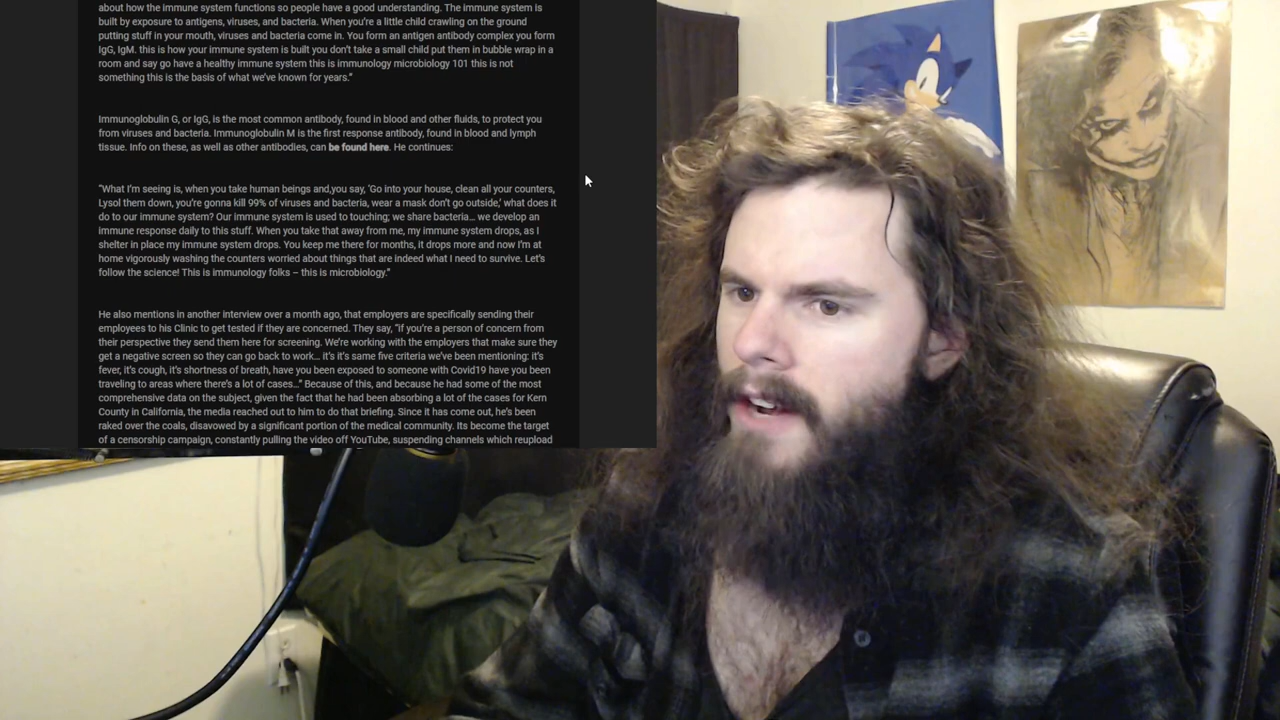 about how the immune system functions so people have a good understanding. The immune system is
built by exposure to antigens, viruses, and bacteria. When you're a little child crawling on the ground
putting stuff in your mouth, viruses and bacteria come in. You form an antigen antibody complex you form
IgG, IgM. this is how your immune system is built you don't take a small child put them in bubble wrap in a
room and say go have a healthy immune system this is immunology microbiology 101 this is not
something this is the basis of what we've known for years."
Immunoglobulin G, or IgG, is the most common antibody, found in blood and other fluids, to protect you
from viruses and bacteria. Immunoglobulin M is the first response antibody, found in blood and lymph
tissue. Info on these, as well as other antibodies, can be found here. He continues:
"What I'm seeing is, when you take human beings and,you say, 'Go into your house, clean all your counters,
Lysol them down, you're gonna kill 99% of viruses and bacteria, wear a mask don't go outside,' what does it
do to our immune system? Our immune system is used to touching; we share bacteria… we develop an
immune response daily to this stuff. When you take that away from me, my immune system drops, as I
shelter in place my immune system drops. You keep me there for months, it drops more and now I'm at
home vigorously washing the counters worried about things that are indeed what I need to survive. Let's
follow the science! This is immunology folks – this is microbiology."
He also mentions in another interview over a month ago, that employers are specifically sending their
employees to his Clinic to get tested if they are concerned. They say, "if you're a person of concern from
their perspective they send them here for screening. We're working with the employers that make sure they
get a negative screen so they can go back to work… it's it's same five criteria we've been mentioning: it's
fever, it's cough, it's shortness of breath, have you been exposed to someone with Covid19 have you been
traveling to areas where there's a lot of cases…" Because of this, and because he had some of the most
comprehensive data on the subject, given the fact that he had been absorbing a lot of the cases for Kern
County in California, the media reached out to him to do that briefing. Since it has come out, he's been
raked over the coals, disavowed by a significant portion of the medical community. Its become the target
of a censorship campaign, constantly pulling the video off YouTube, suspending channels which reupload